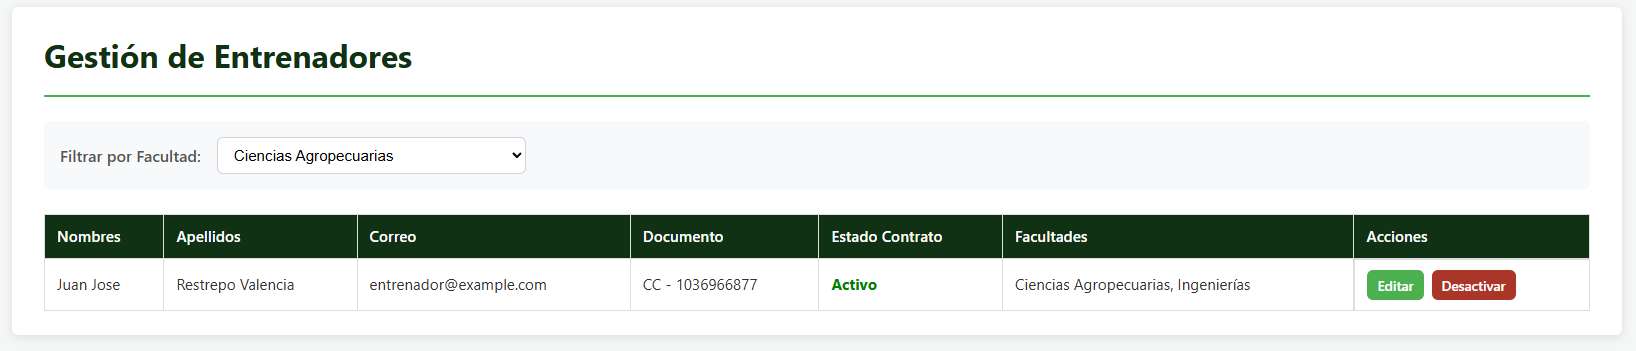 Gestión de Entrenadores
Filtrar por Facultad: Ciencias Agropecuarias
Nombres Apellidos Correo Documento Estado Contrato Facultades Acciones
Juan Jose Restrepo Valencia entrenador@example.com CC - 1036966877 Activo Ciencias Agropecuarias, Ingenierías Editar Desactivar